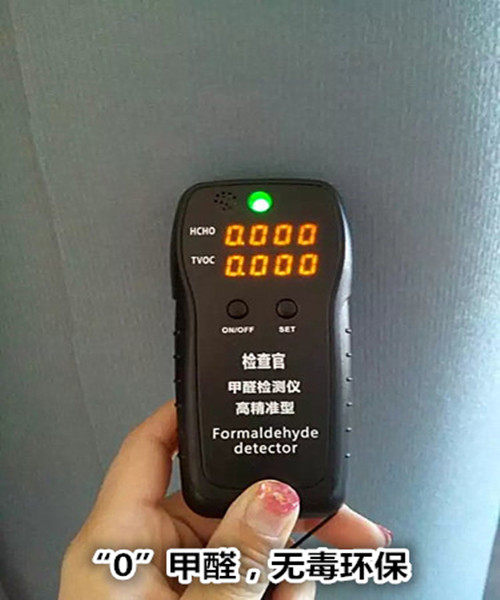 HCHO 0.000
TVOC 0.000
ON/OFF SET
检查官
甲醛检测仪
高精准型
Formaldehyde
detector
“0”甲醛，无毒环保